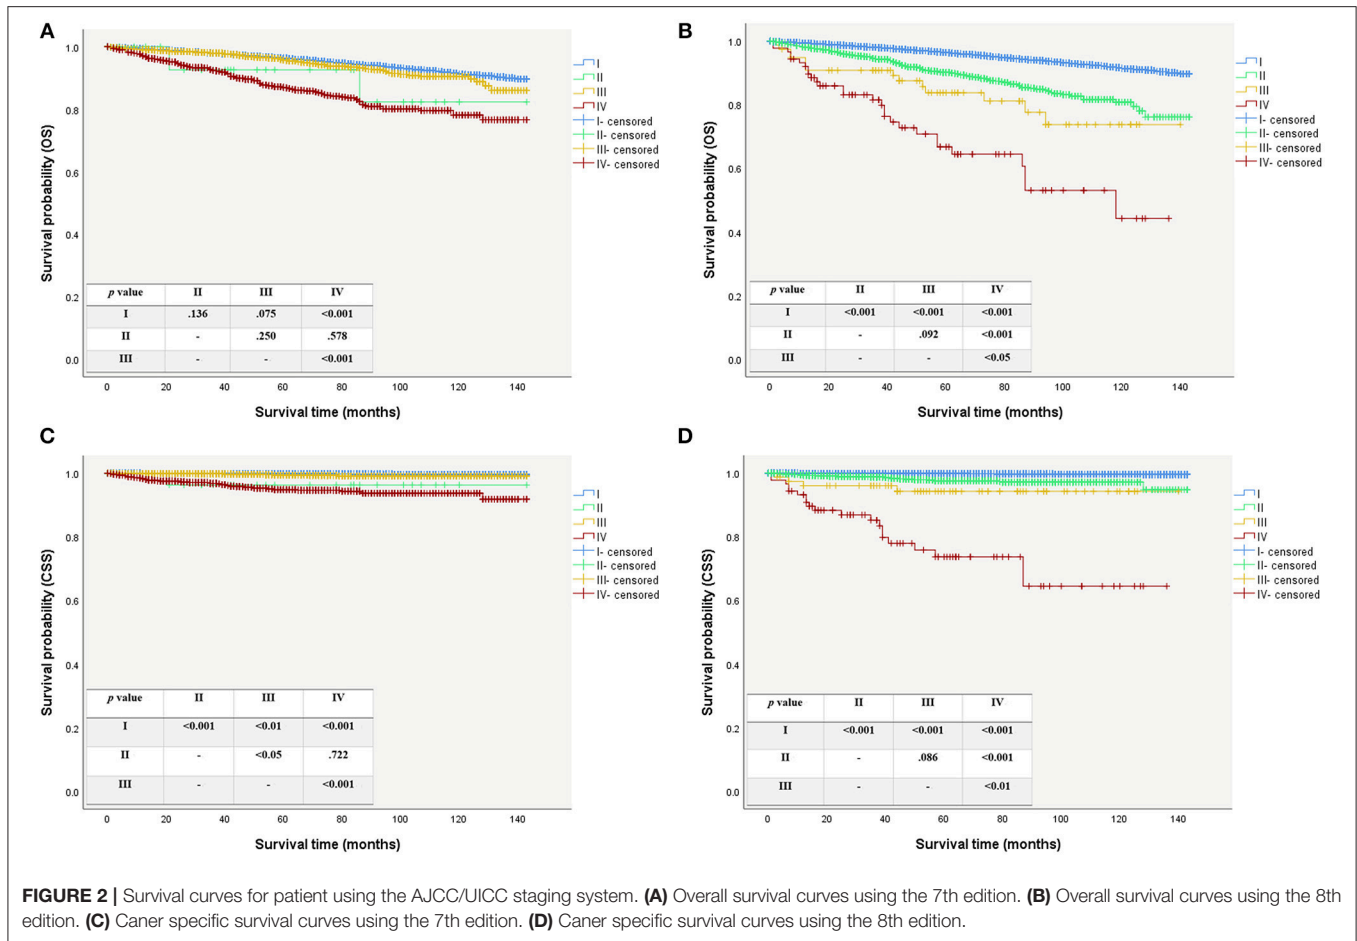 A
1.0
0.8
0.6
0.4
0.2
0.0
Survival probability (OS)
0 20 40 60 80 100 120 140
Survival time (months)
I
II
III
IV
I- censored
II- censored
III- censored
IV- censored
p value II III IV
I .136 .075 <0.001
II - .250 .578
III - - <0.001
B
1.0
0.8
0.6
0.4
0.2
0.0
Survival probability (OS)
0 20 40 60 80 100 120 140
Survival time (months)
I
II
III
IV
I- censored
II- censored
III- censored
IV- censored
p value II III IV
I <0.001 <0.001 <0.001
II - .092 <0.001
III - - <0.05
C
1.0
0.8
0.6
0.4
0.2
0.0
Survival probability (CSS)
0 20 40 60 80 100 120 140
Survival time (months)
I
II
III
IV
I- censored
II- censored
III- censored
IV- censored
p value II III IV
I <0.001 <0.01 <0.001
II - <0.05 .722
III - - <0.001
D
1.0
0.8
0.6
0.4
0.2
0.0
Survival probability (CSS)
0 20 40 60 80 100 120 140
Survival time (months)
I
II
III
IV
I- censored
II- censored
III- censored
IV- censored
p value II III IV
I <0.001 <0.001 <0.001
II - .086 <0.001
III - - <0.01
FIGURE 2 | Survival curves for patient using the AJCC/UICC staging system. (A) Overall survival curves using the 7th edition. (B) Overall survival curves using the 8th
edition. (C) Caner specific survival curves using the 7th edition. (D) Caner specific survival curves using the 8th edition.